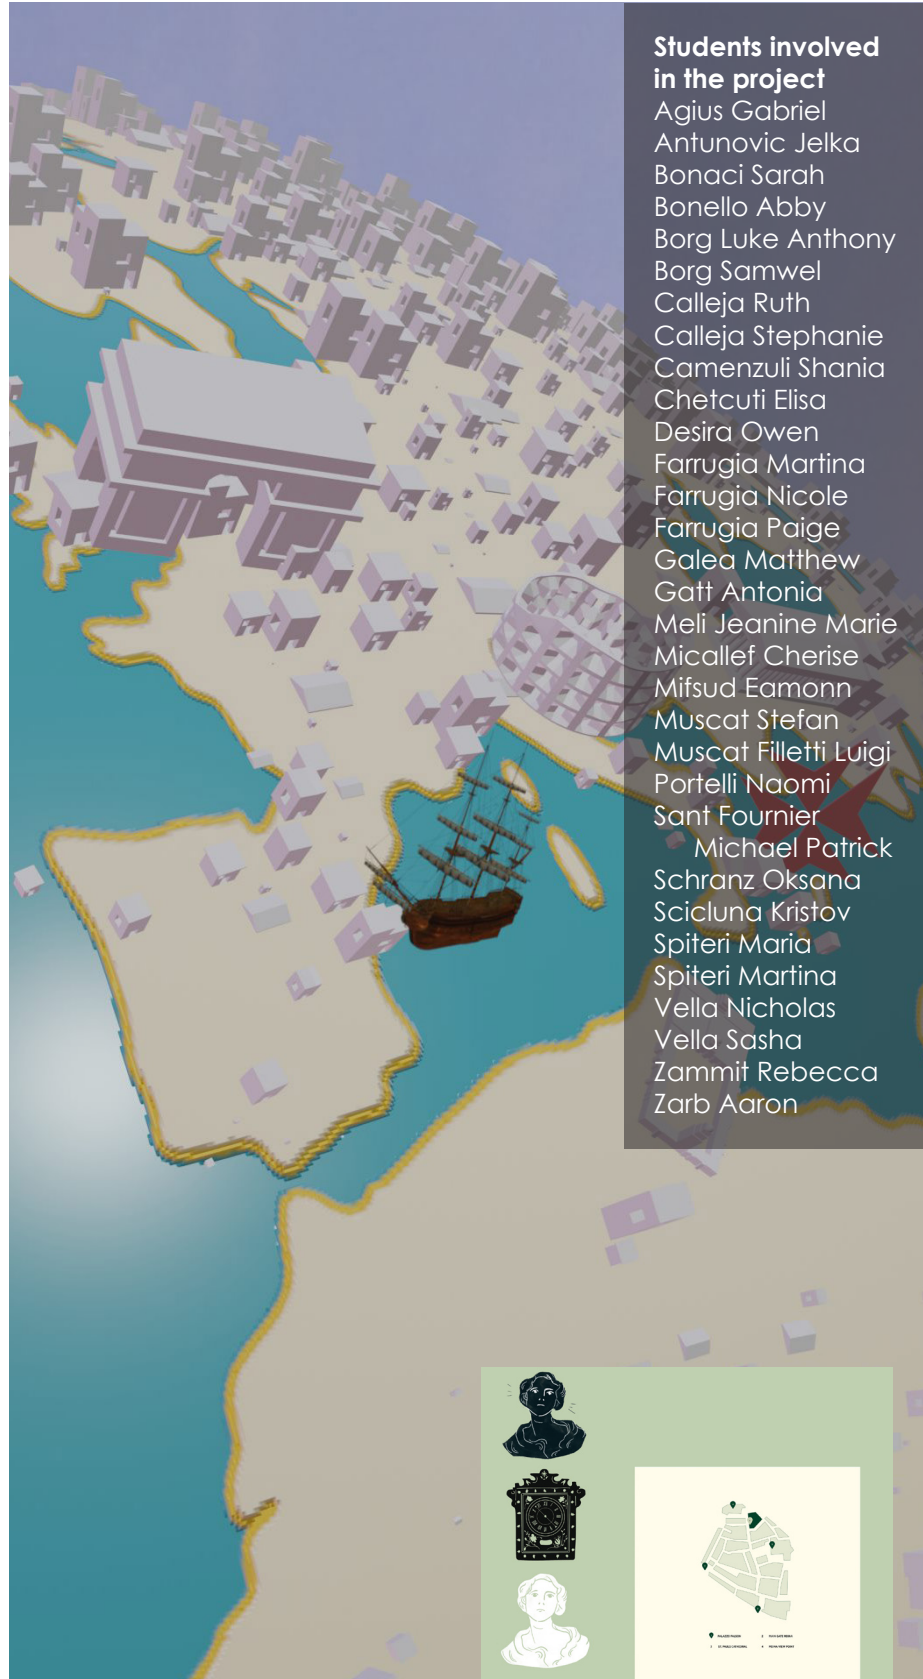 Students involved
in the project
Agius Gabriel
Antunovic Jelka
Bonaci Sarah
Bonello Abby
Borg Luke Anthony
Borg Samwel
Calleja Ruth
Calleja Stephanie
Camenzuli Shania
Chetcuti Elisa
Desira Owen
Farrugia Martina
Farrugia Nicole
Farrugia Paige
Galea Matthew
Gatt Antonia
Meli Jeanine Marie
Micallef Cherise
Mifsud Eamonn
Muscat Stefan
Muscat Filletti Luigi
Portelli Naomi
Sant Fournier
Michael Patrick
Schranz Oksana
Scicluna Kristov
Spiteri Maria
Spiteri Martina
Vella Nicholas
Vella Sasha
Zammit Rebecca
Zarb Aaron